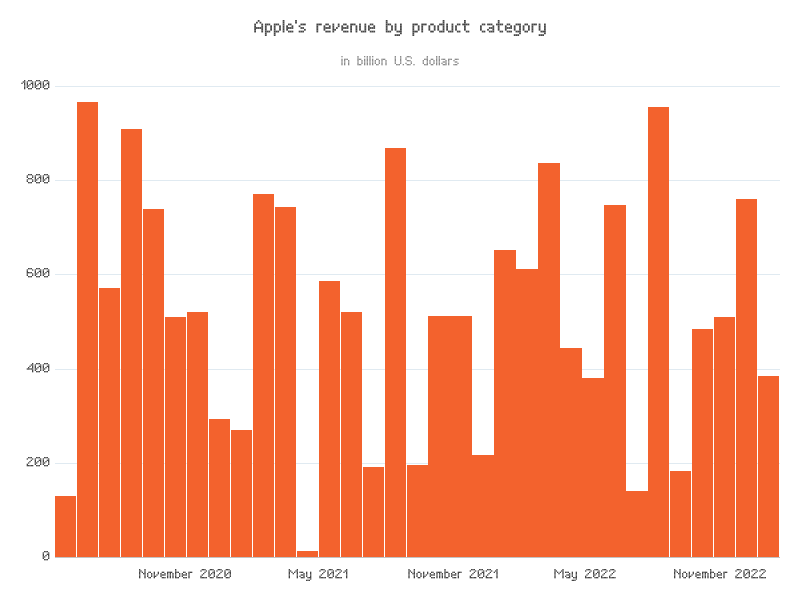 Apple's revenue by product category
in billion U.S. dollars
1000
800
600
400
200
0
November 2020 May 2021 November 2021 May 2022 November 2022